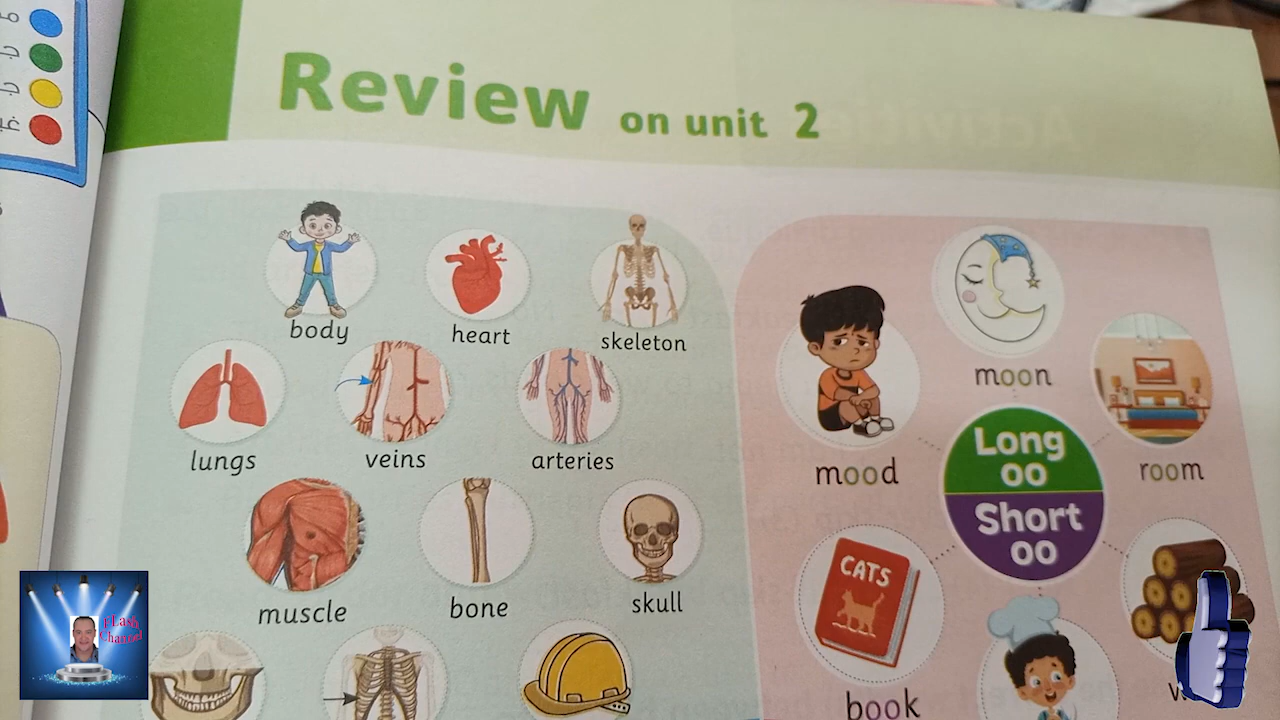 Review on unit 2
body
heart
skeleton
lungs
veins
arteries
muscle
bone
skull
moon
mood
room
Long
oo
Short
oo
CATS
book
FLash
Channel